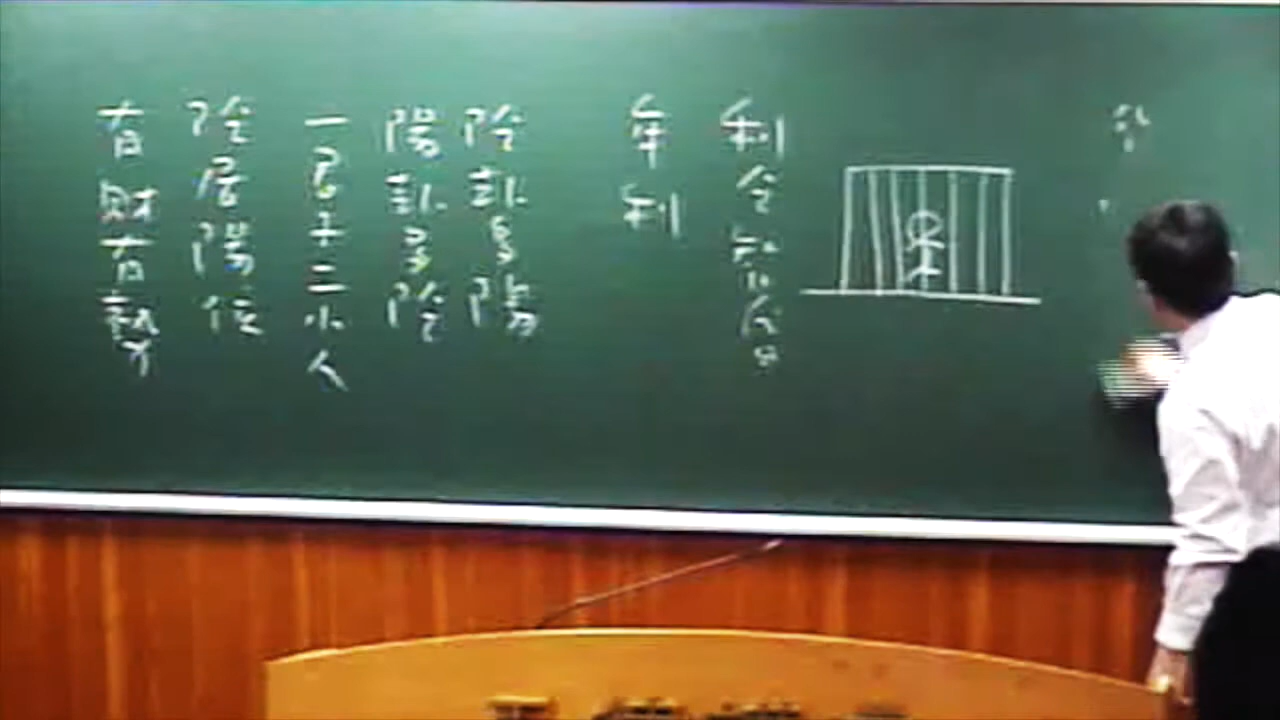 利令智昏
牟利
陰卦多陽
陽卦多陰
一君子二小人
陰居陽位
有財有勢